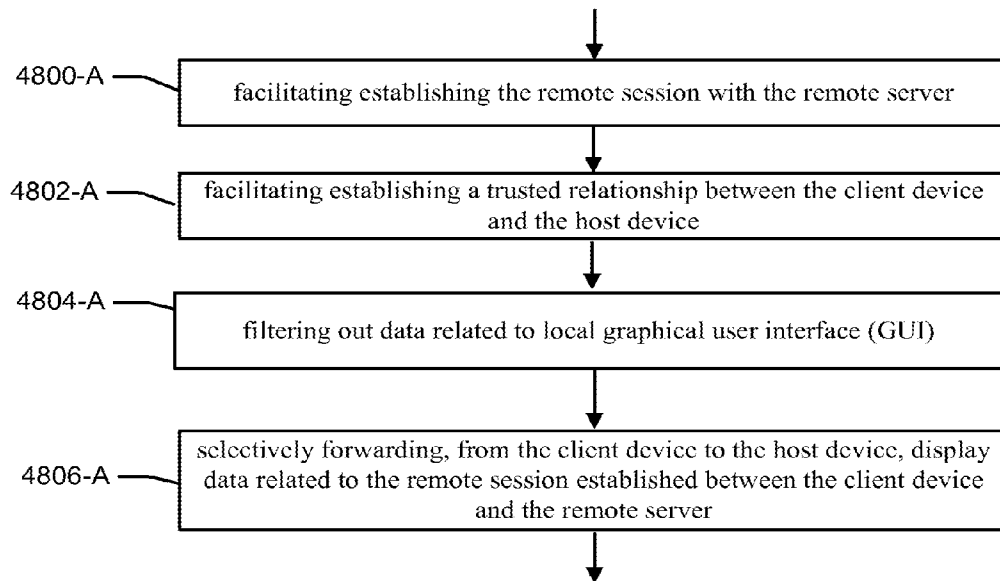 4800-A
facilitating establishing the remote session with the remote server
4802-A
facilitating establishing a trusted relationship between the client device
and the host device
4804-A
filtering out data related to local graphical user interface (GUI)
4806-A
selectively forwarding, from the client device to the host device, display
data related to the remote session established between the client device
and the remote server